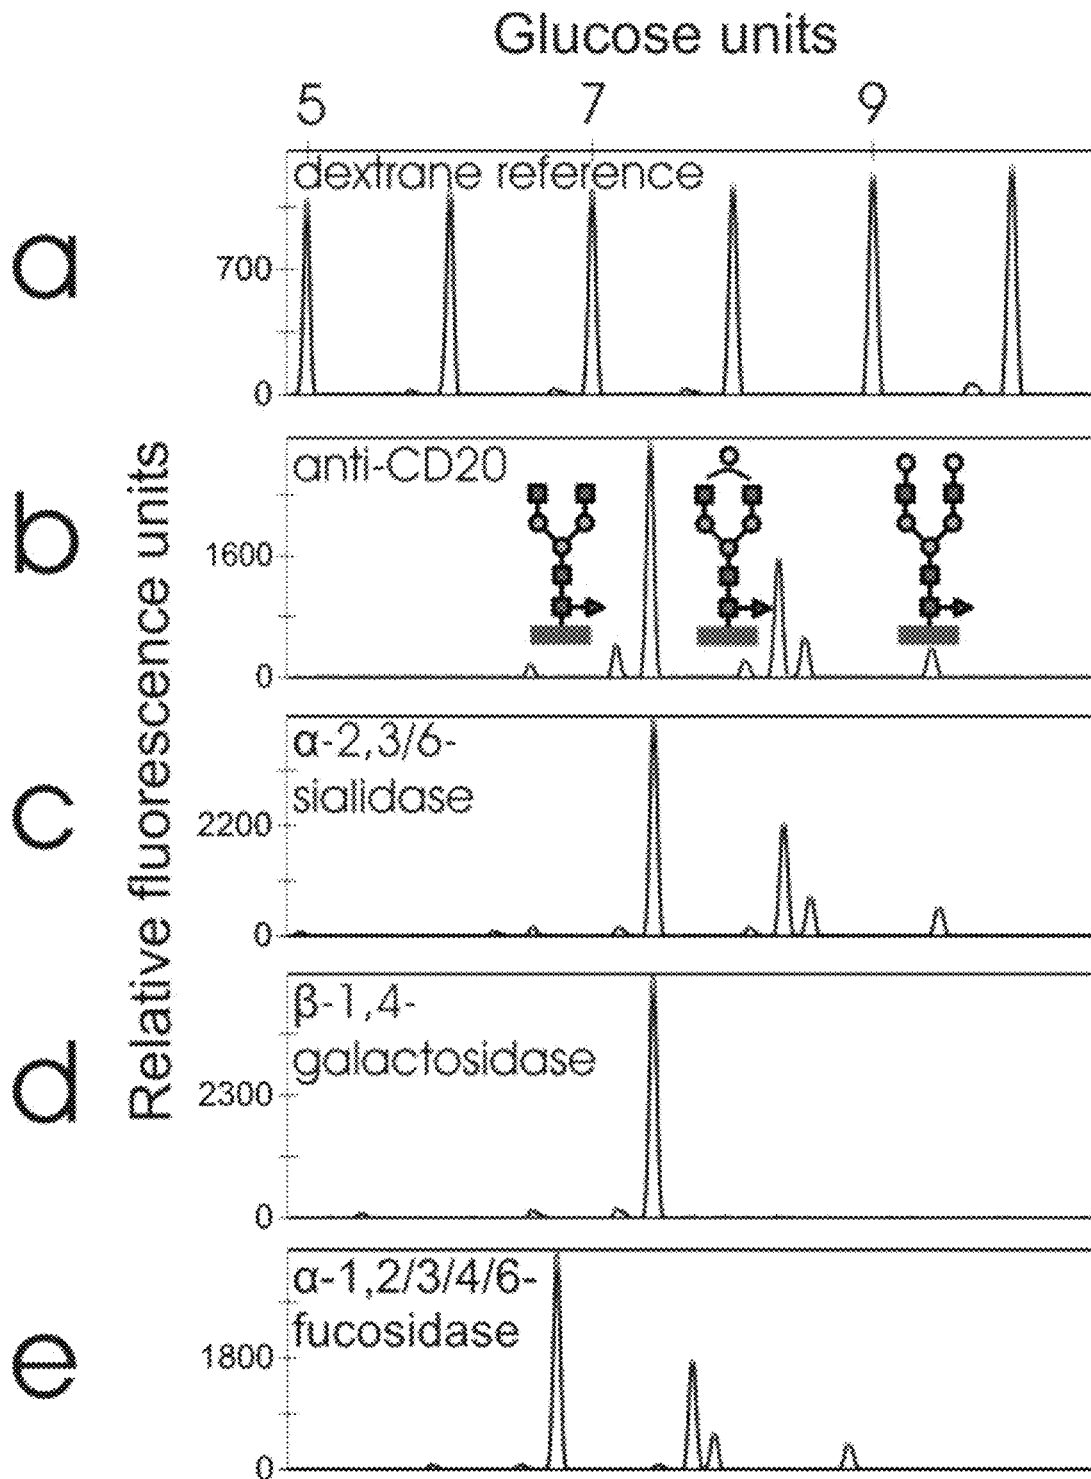 Glucose units
5 7 9
a
dextrane reference
700
0
b
anti-CD20
1600
0
Relative fluorescence units
c
α-2,3/6-
sialidase
2200
0
d
β-1,4-
galactosidase
2300
0
e
α-1,2/3/4/6-
fucosidase
1800
0